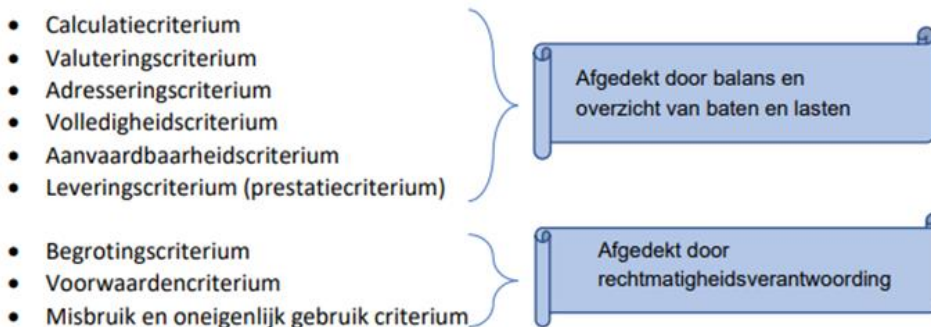 • Calculatiecriterium
• Valuteringscriterium
• Adresseringscriterium
• Volledigheidscriterium
• Aanvaardbaarheidscriterium
• Leveringscriterium (prestatiecriterium)
Afgedekt door balans en
overzicht van baten en lasten
• Begrotingscriterium
• Voorwaardencriterium
• Misbruik en oneigenlijk gebruik criterium
Afgedekt door
rechtmatigheidsverantwoording